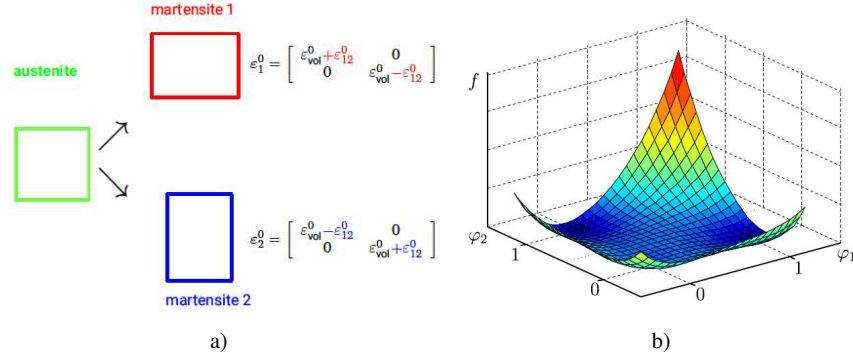 martensite 1
austenite
ε₁⁰ = [ ε⁰vol+ε⁰₁₂ 0
0 ε⁰vol−ε⁰₁₂ ]
ε₂⁰ = [ ε⁰vol−ε⁰₁₂ 0
0 ε⁰vol+ε⁰₁₂ ]
martensite 2
a)
f
φ₂
1
0
0
1
φ₁
b)